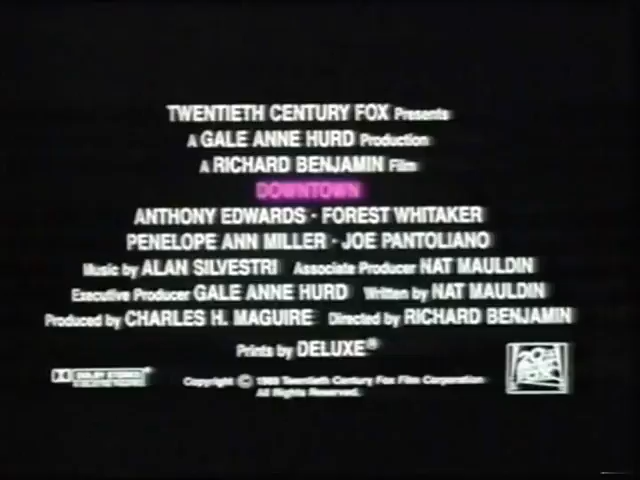 TWENTIETH CENTURY FOX Presents
A GALE ANNE HURD Production
A RICHARD BENJAMIN Film
DOWNTOWN
ANTHONY EDWARDS · FOREST WHITAKER
PENELOPE ANN MILLER · JOE PANTOLIANO
Music by ALAN SILVESTRI Associate Producer NAT MAULDIN
Executive Producer GALE ANNE HURD Written by NAT MAULDIN
Produced by CHARLES H. MAGUIRE Directed by RICHARD BENJAMIN
Prints by DELUXE®
DOLBY STEREO
Copyright © Twentieth Century Fox Film Corporation
All Rights Reserved.